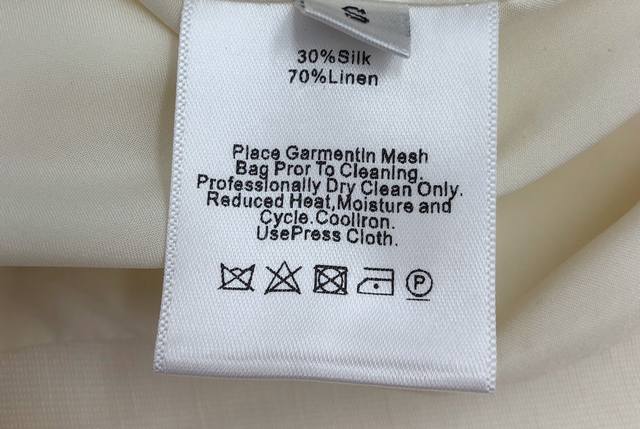 30%Silk
70%Linen
Place GarmentIn Mesh
Bag Pror To Cleaning.
Professionally Dry Clean Only.
Reduced Heat,Moisture and
Cycle.CoolIron.
UsePress Cloth.
P